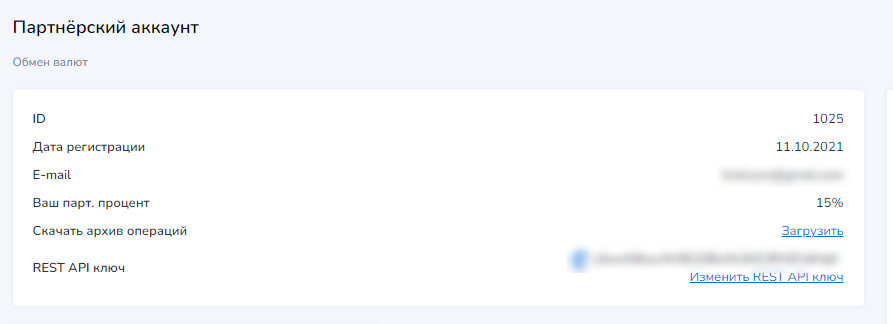 Партнёрский аккаунт
Обмен валют
ID 1025
Дата регистрации 11.10.2021
E-mail
Ваш парт. процент 15%
Скачать архив операций Загрузить
REST API ключ
Изменить REST API ключ